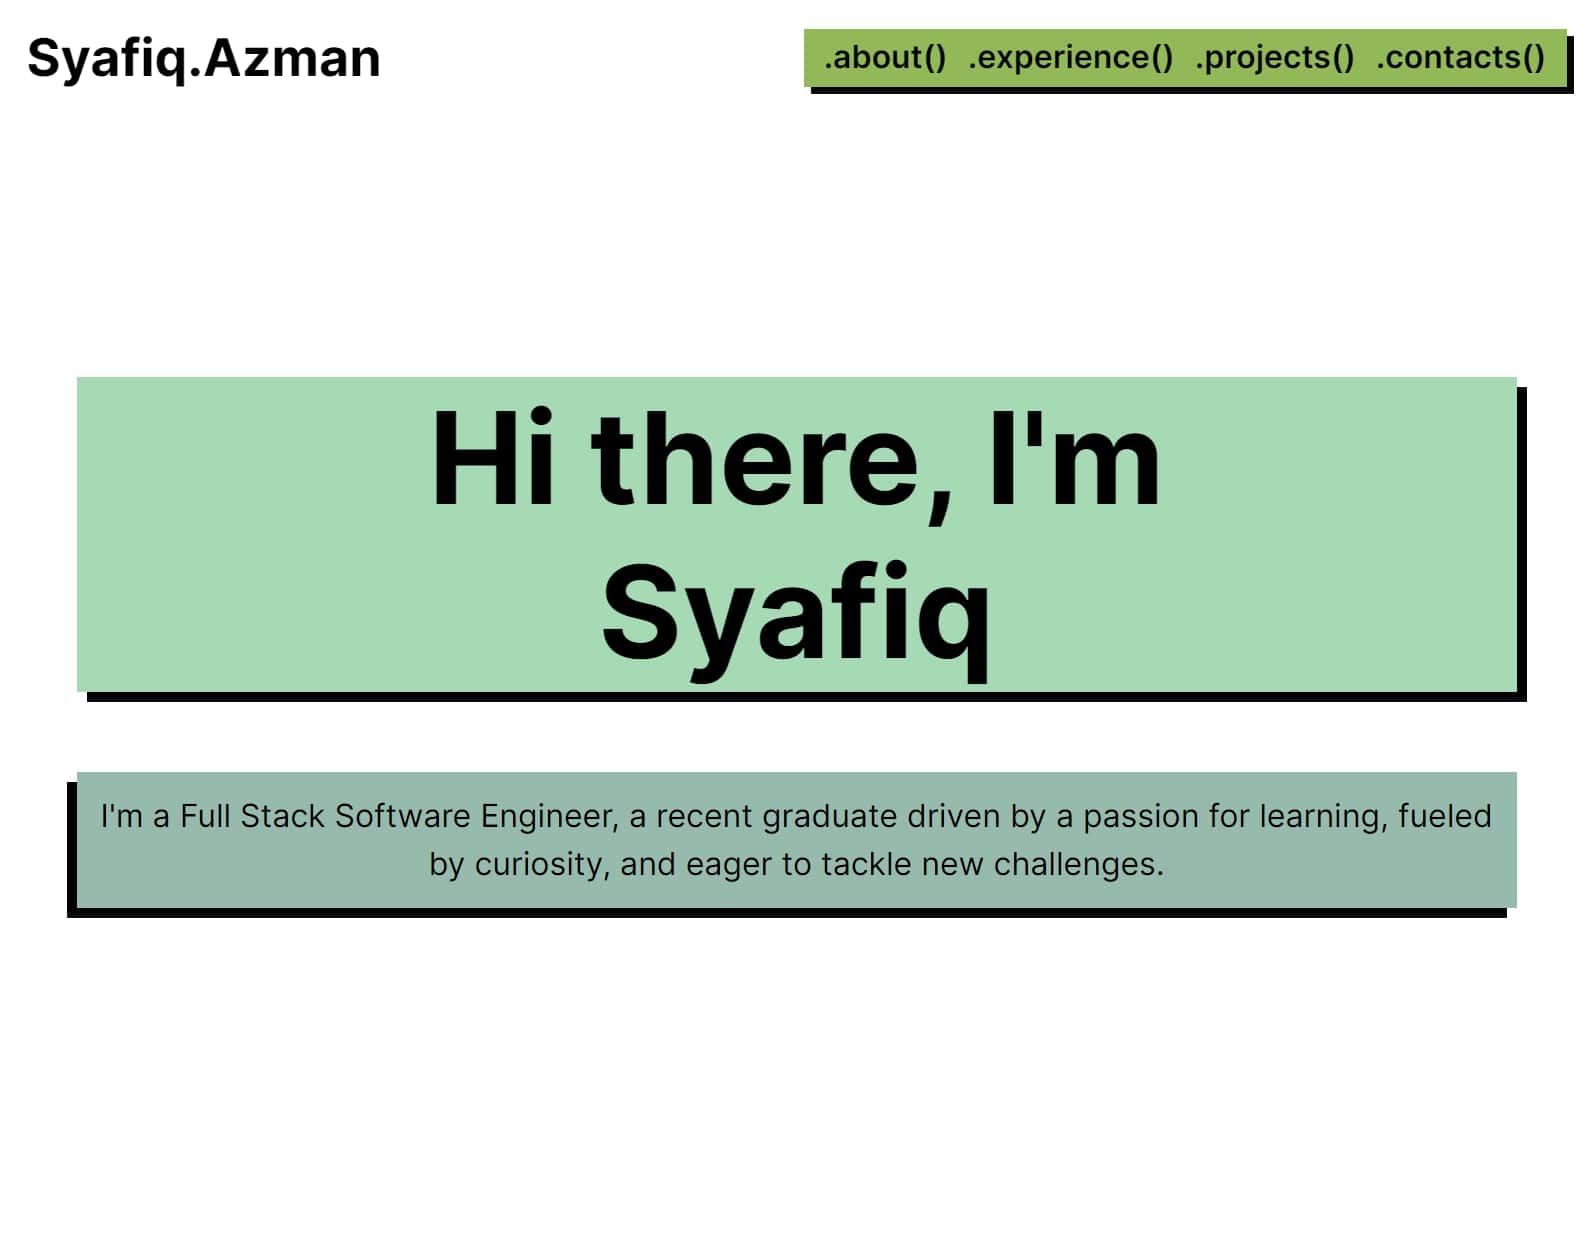 Syafiq.Azman
.about() .experience() .projects() .contacts()
Hi there, I'm
Syafiq
I'm a Full Stack Software Engineer, a recent graduate driven by a passion for learning, fueled
by curiosity, and eager to tackle new challenges.